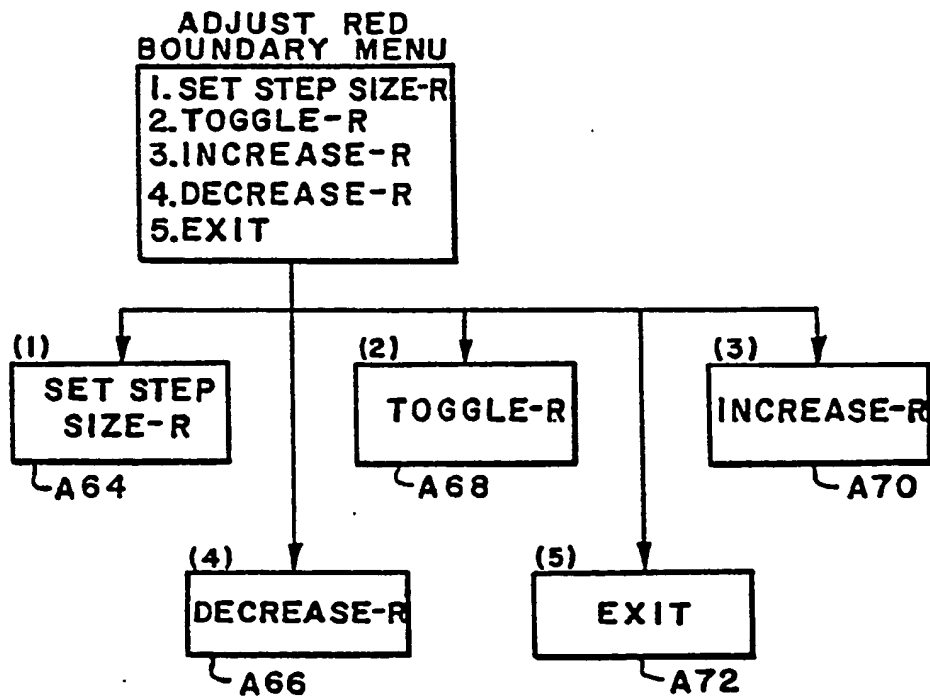 ADJUST RED
BOUNDARY MENU
1. SET STEP SIZE-R
2. TOGGLE-R
3. INCREASE-R
4. DECREASE-R
5. EXIT
(1)
SET STEP
SIZE-R
A64
(2)
TOGGLE-R
A68
(3)
INCREASE-R
A70
(4)
DECREASE-R
A66
(5)
EXIT
A72